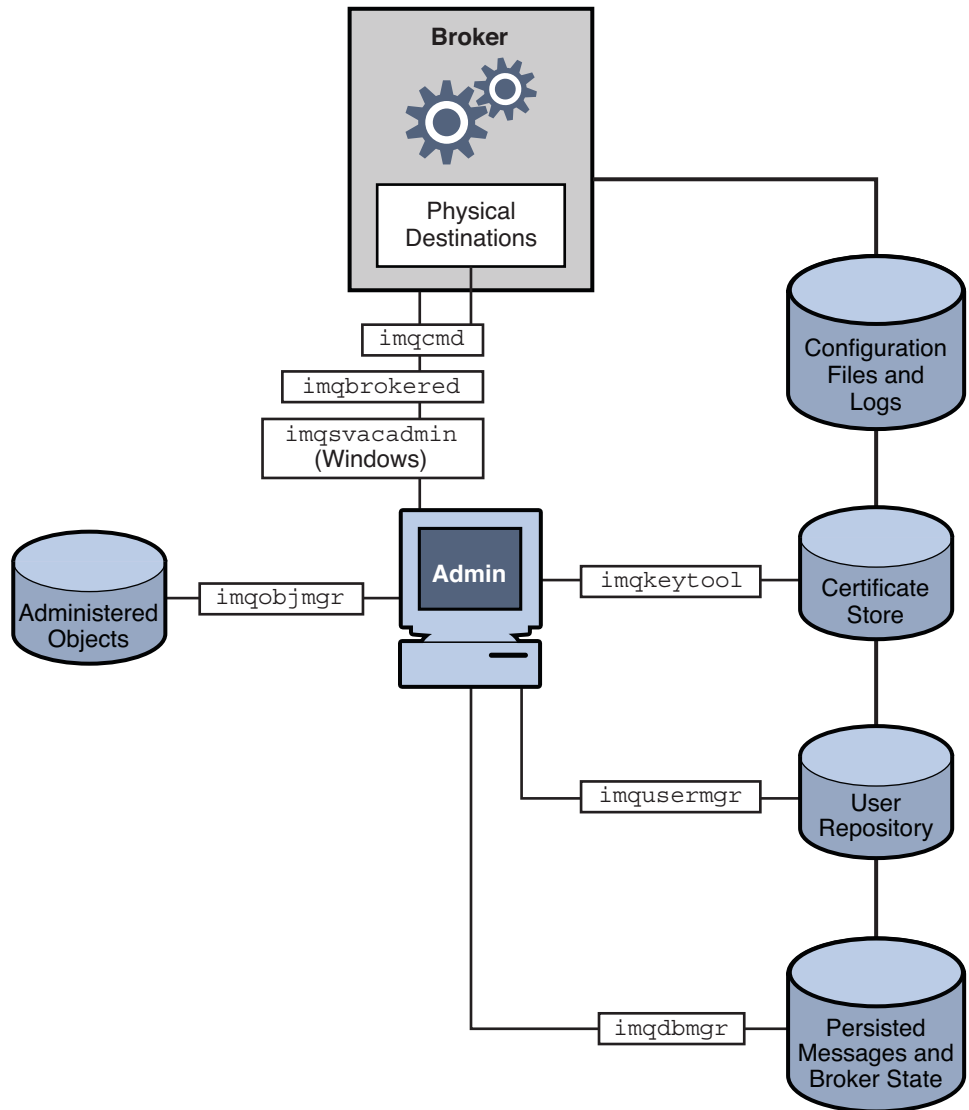 Broker
Physical
Destinations
imqcmd
imqbrokered
imqsvacadmin
(Windows)
Configuration
Files and
Logs
Administered
Objects
imqobjmgr
Admin
imqkeytool
Certificate
Store
imqusermgr
User
Repository
imqdbmgr
Persisted
Messages and
Broker State